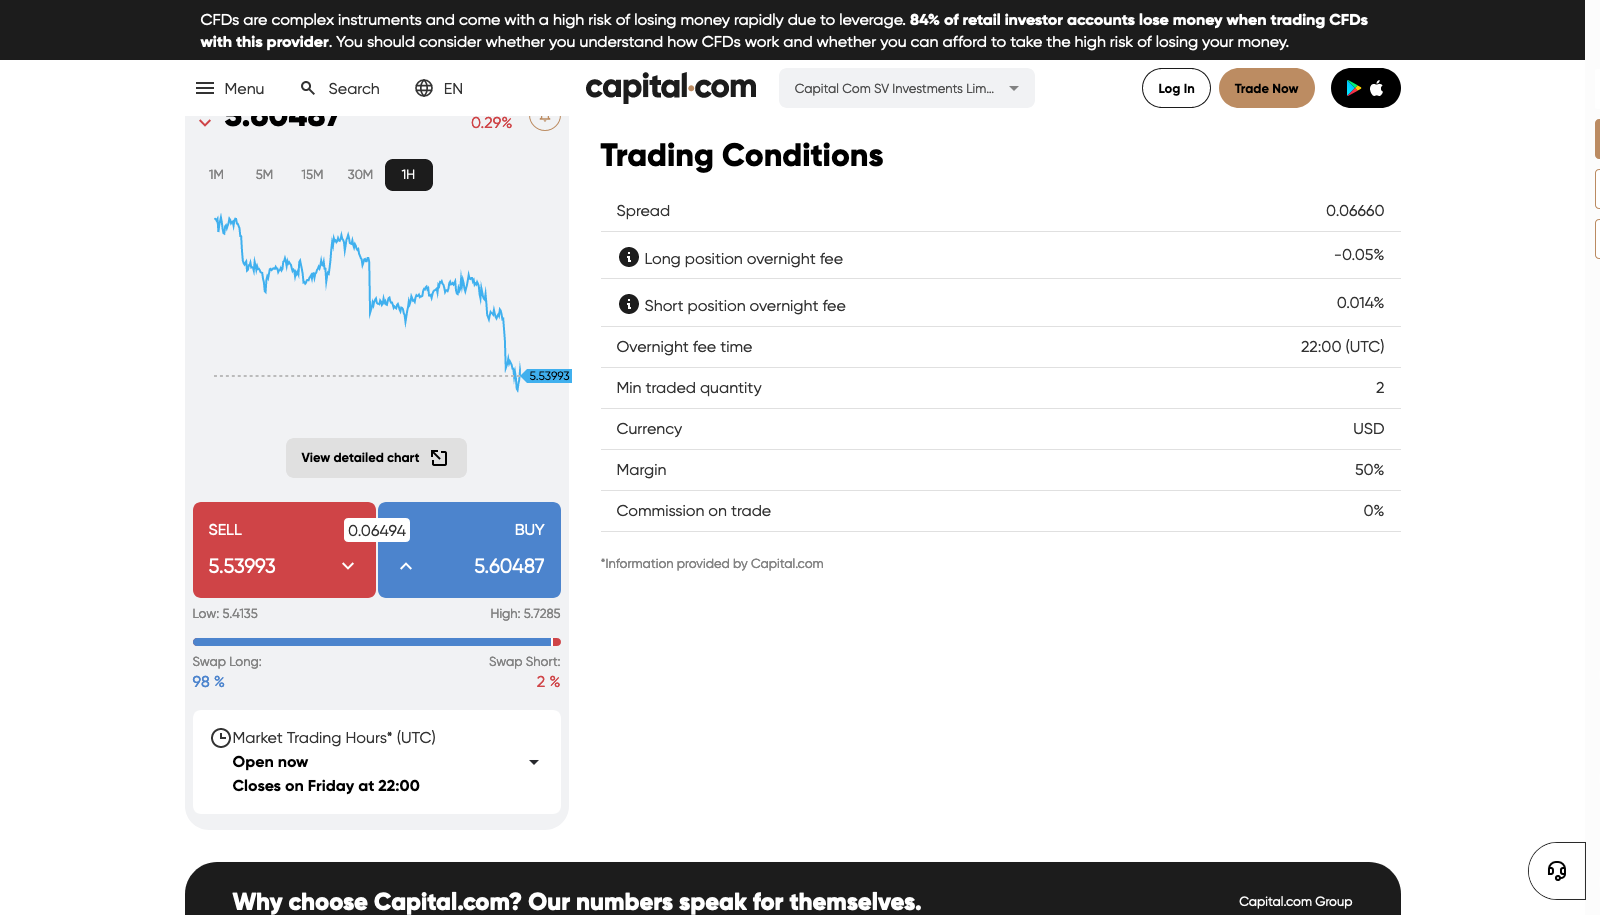 CFDs are complex instruments and come with a high risk of losing money rapidly due to leverage. 84% of retail investor accounts lose money when trading CFDs
with this provider. You should consider whether you understand how CFDs work and whether you can afford to take the high risk of losing your money.
Menu
Search
EN
capital.com
Capital Com SV Investments Lim...
Log In
Trade Now
5.60487
0.29%
1M
5M
15M
30M
1H
5.53993
View detailed chart
SELL
0.06494
BUY
5.53993
5.60487
Low: 5.4135
High: 5.7285
Swap Long:
Swap Short:
98 %
2 %
Market Trading Hours* (UTC)
Open now
Closes on Friday at 22:00
Trading Conditions
Spread
0.06660
Long position overnight fee
-0.05%
Short position overnight fee
0.014%
Overnight fee time
22:00 (UTC)
Min traded quantity
2
Currency
USD
Margin
50%
Commission on trade
0%
*Information provided by Capital.com
Why choose Capital.com? Our numbers speak for themselves.
Capital.com Group